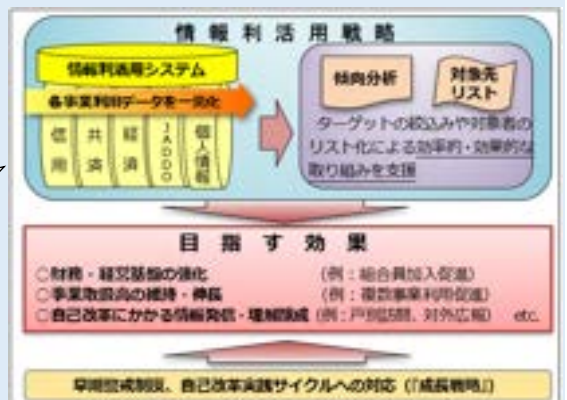 情報利活用戦略
情報利活用システム
各事業利用データを一元化
信用
共済
経済
JADDO
個人情報
傾向分析
対象先
リスト
ターゲットの絞込みや対象者の
リスト化による効率的・効果的な
取り組みを支援
目指す効果
○財務・経営基盤の強化 (例:組合員加入促進)
○事業取扱高の維持・伸長 (例:複数事業利用促進)
○自己改革にかかる情報発信・理解醸成 (例:戸別訪問、対外広報) etc.
早期警戒制度、自己改革実践サイクルへの対応(『成長戦略』)